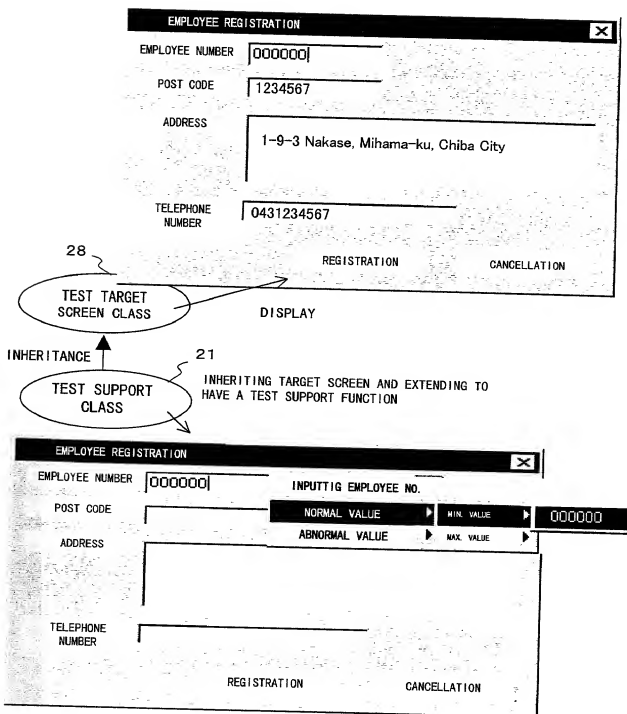 EMPLOYEE REGISTRATION
EMPLOYEE NUMBER 000000
POST CODE 1234567
ADDRESS
1-9-3 Nakase, Mihama-ku, Chiba City
TELEPHONE
NUMBER
0431234567
REGISTRATION CANCELLATION
28
TEST TARGET
SCREEN CLASS
DISPLAY
INHERITANCE
21
TEST SUPPORT
CLASS
INHERITING TARGET SCREEN AND EXTENDING TO
HAVE A TEST SUPPORT FUNCTION
EMPLOYEE REGISTRATION
EMPLOYEE NUMBER 000000 INPUTTIG EMPLOYEE NO.
POST CODE NORMAL VALUE MIN. VALUE 000000
ABNORMAL VALUE MAX. VALUE
ADDRESS
TELEPHONE
NUMBER
REGISTRATION CANCELLATION